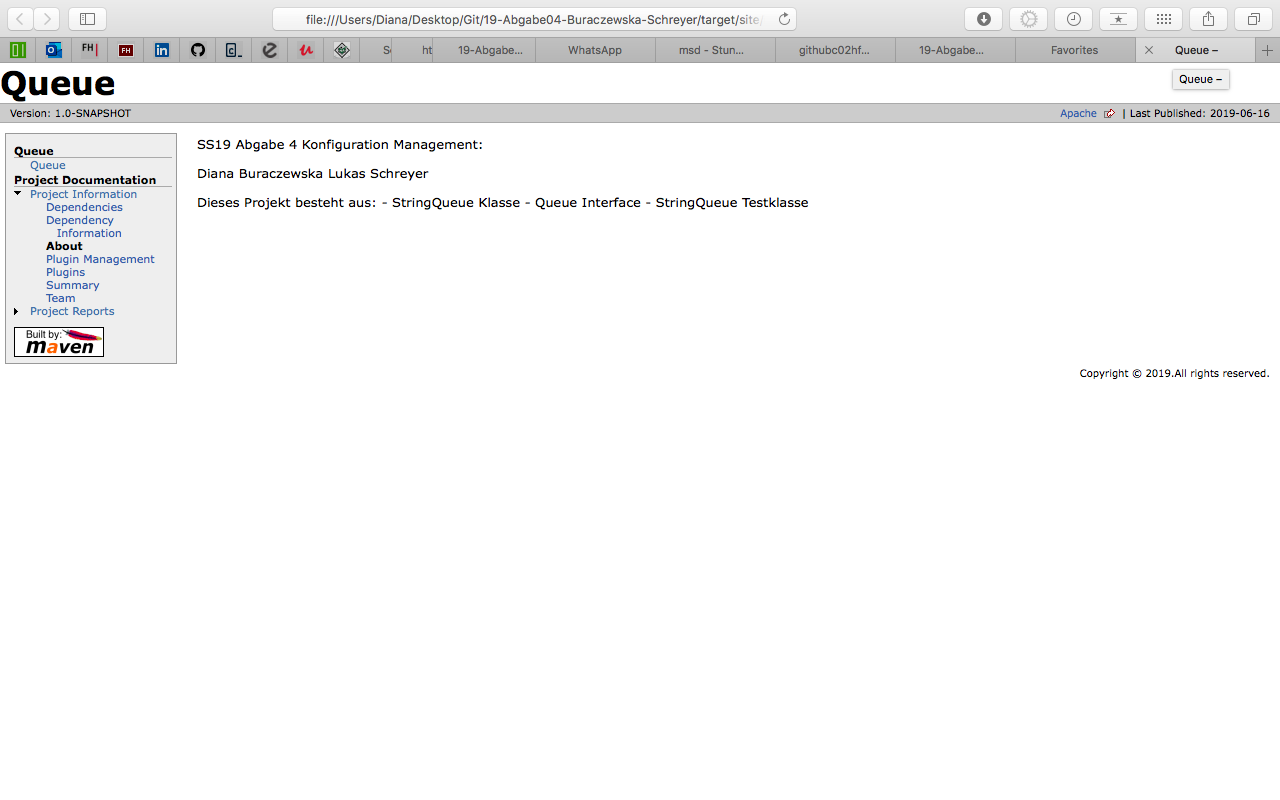 file:///Users/Diana/Desktop/Git/19-Abgabe04-Buraczewska-Schreyer/target/site
FH FH in C_ e u 19-Abgabe... WhatsApp msd - Stun... githubc02hf... 19-Abgabe... Favorites Queue –
Queue
Queue –
Version: 1.0-SNAPSHOT
Apache | Last Published: 2019-06-16
Queue
Queue
Project Documentation
Project Information
Dependencies
Dependency
Information
About
Plugin Management
Plugins
Summary
Team
Project Reports
Built by:
maven
SS19 Abgabe 4 Konfiguration Management:
Diana Buraczewska Lukas Schreyer
Dieses Projekt besteht aus: - StringQueue Klasse - Queue Interface - StringQueue Testklasse
Copyright © 2019.All rights reserved.